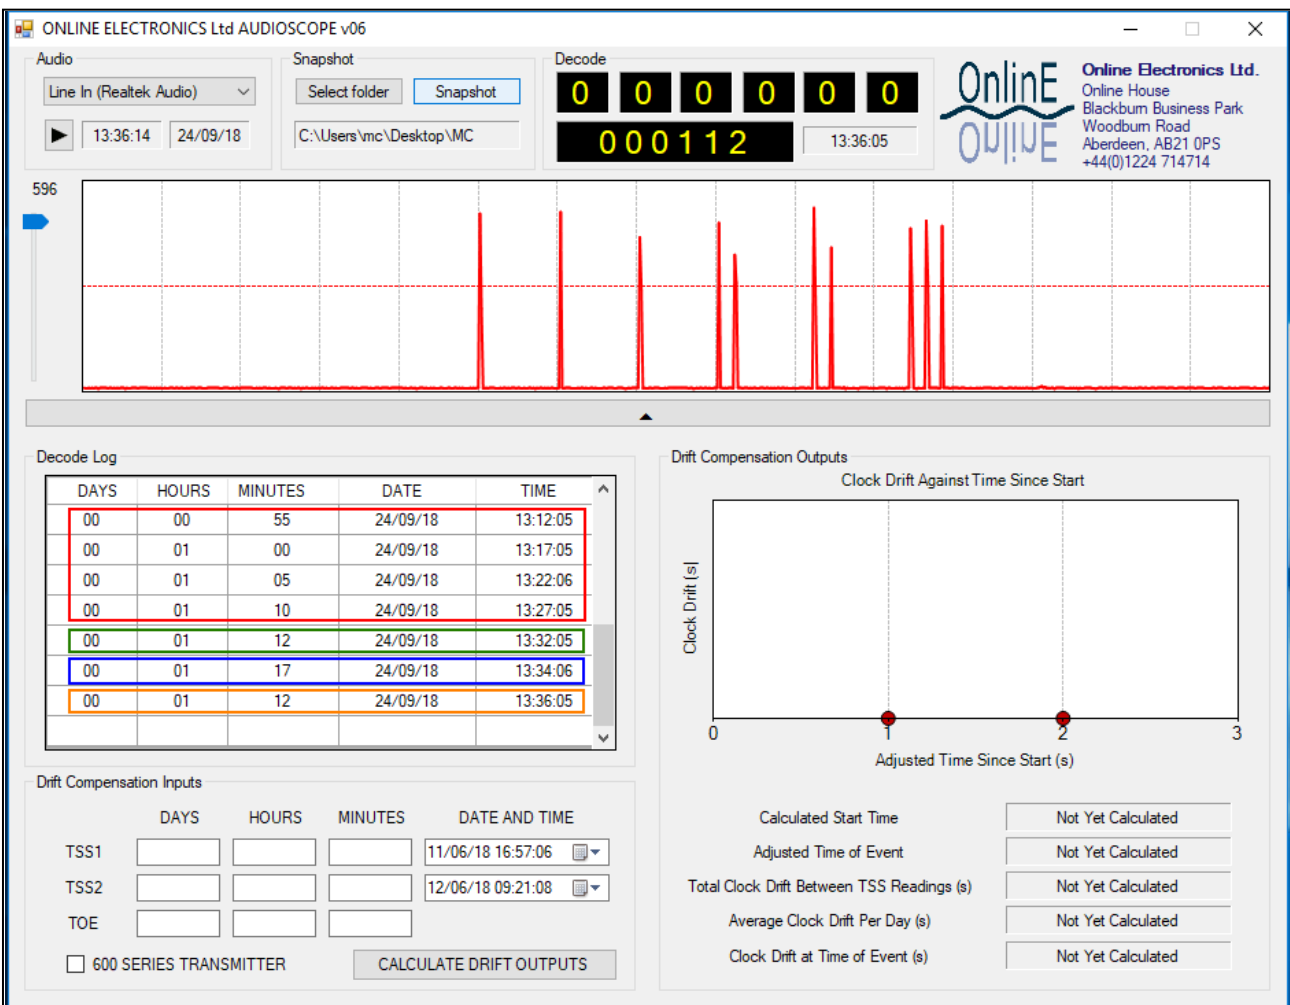 ONLINE ELECTRONICS Ltd AUDIOSCOPE v06
Audio
Line In (Realtek Audio)
13:36:14 24/09/18
Snapshot
Select folder Snapshot
C:\Users\mc\Desktop\MC
Decode
0 0 0 0 0 0
000112 13:36:05
OnlinE
Online Electronics Ltd.
Online House
Blackburn Business Park
Woodburn Road
Aberdeen, AB21 0PS
+44(0)1224 714714
596
Decode Log
DAYS HOURS MINUTES DATE TIME
00 00 55 24/09/18 13:12:05
00 01 00 24/09/18 13:17:05
00 01 05 24/09/18 13:22:06
00 01 10 24/09/18 13:27:05
00 01 12 24/09/18 13:32:05
00 01 17 24/09/18 13:34:06
00 01 12 24/09/18 13:36:05
Drift Compensation Inputs
DAYS HOURS MINUTES DATE AND TIME
TSS1 11/06/18 16:57:06
TSS2 12/06/18 09:21:08
TOE
600 SERIES TRANSMITTER CALCULATE DRIFT OUTPUTS
Drift Compensation Outputs
Clock Drift Against Time Since Start
Clock Drift (s)
0 1 2 3
Adjusted Time Since Start (s)
Calculated Start Time Not Yet Calculated
Adjusted Time of Event Not Yet Calculated
Total Clock Drift Between TSS Readings (s) Not Yet Calculated
Average Clock Drift Per Day (s) Not Yet Calculated
Clock Drift at Time of Event (s) Not Yet Calculated